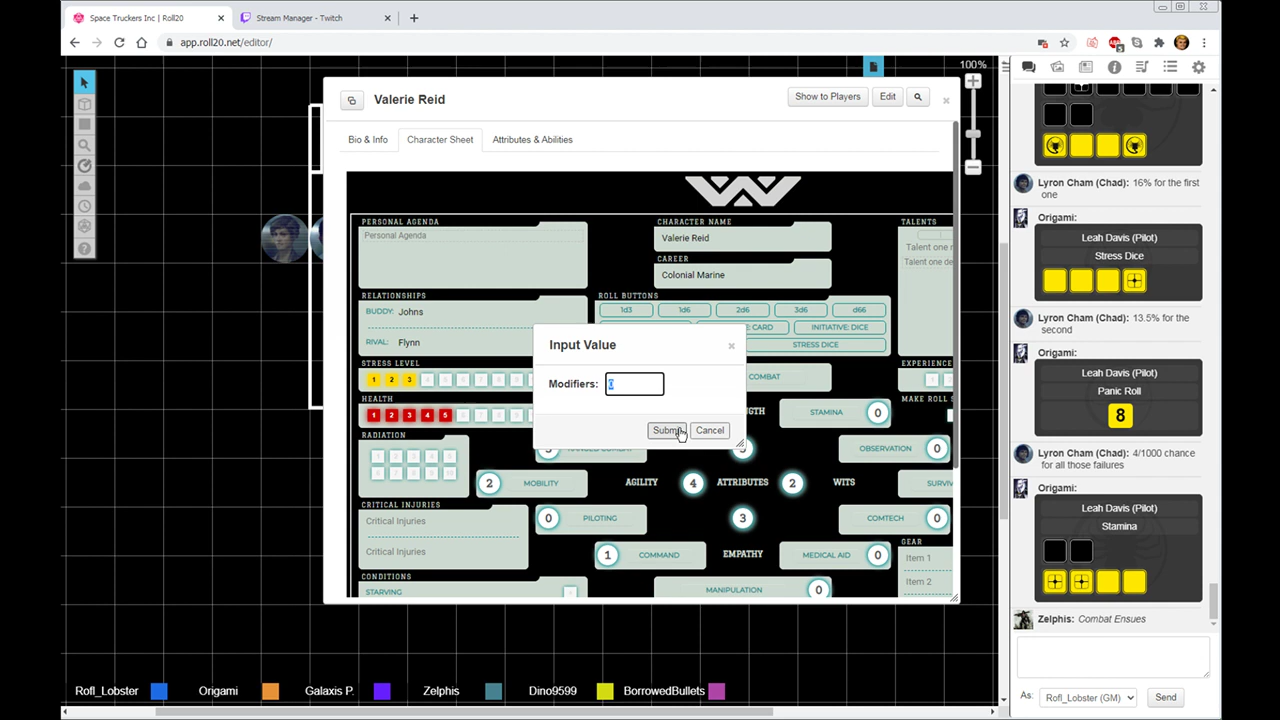 Space Truckers Inc | Roll20
Stream Manager - Twitch
app.roll20.net/editor/
100%
Valerie Reid
Show to Players
Edit
Bio & Info
Character Sheet
Attributes & Abilities
PERSONAL AGENDA
Personal Agenda
CHARACTER NAME
Valerie Reid
CAREER
Colonial Marine
TALENTS
Talent one
Talent one de
RELATIONSHIPS
BUDDY: Johns
RIVAL: Flynn
ROLL BUTTONS
1d3
1d6
2d6
3d6
d66
CARD
INITIATIVE: DICE
STRESS DICE
STRESS LEVEL
1 2 3
COMBAT
EXPERIENCE
HEALTH
1 2 3 4 5
STAMINA
0
MAKE ROLL
RADIATION
OBSERVATION
0
2
MOBILITY
AGILITY
4
ATTRIBUTES
2
WITS
SURVIV
CRITICAL INJURIES
Critical Injuries
Critical Injuries
0
PILOTING
3
COMTECH
0
1
COMMAND
EMPATHY
MEDICAL AID
0
GEAR
Item 1
Item 2
CONDITIONS
STARVING
MANIPULATION
0
Input Value
Modifiers:
0
Submit
Cancel
Lyron Cham (Chad): 16% for the first
one
Origami:
Leah Davis (Pilot)
Stress Dice
Lyron Cham (Chad): 13.5% for the
second
Origami:
Leah Davis (Pilot)
Panic Roll
8
Lyron Cham (Chad): 4/1000 chance
for all those failures
Origami:
Leah Davis (Pilot)
Stamina
Zelphis: Combat Ensues
As:
Rofl_Lobster (GM)
Send
Rofl_Lobster
Origami
Galaxis P.
Zelphis
Dino9599
BorrowedBullets